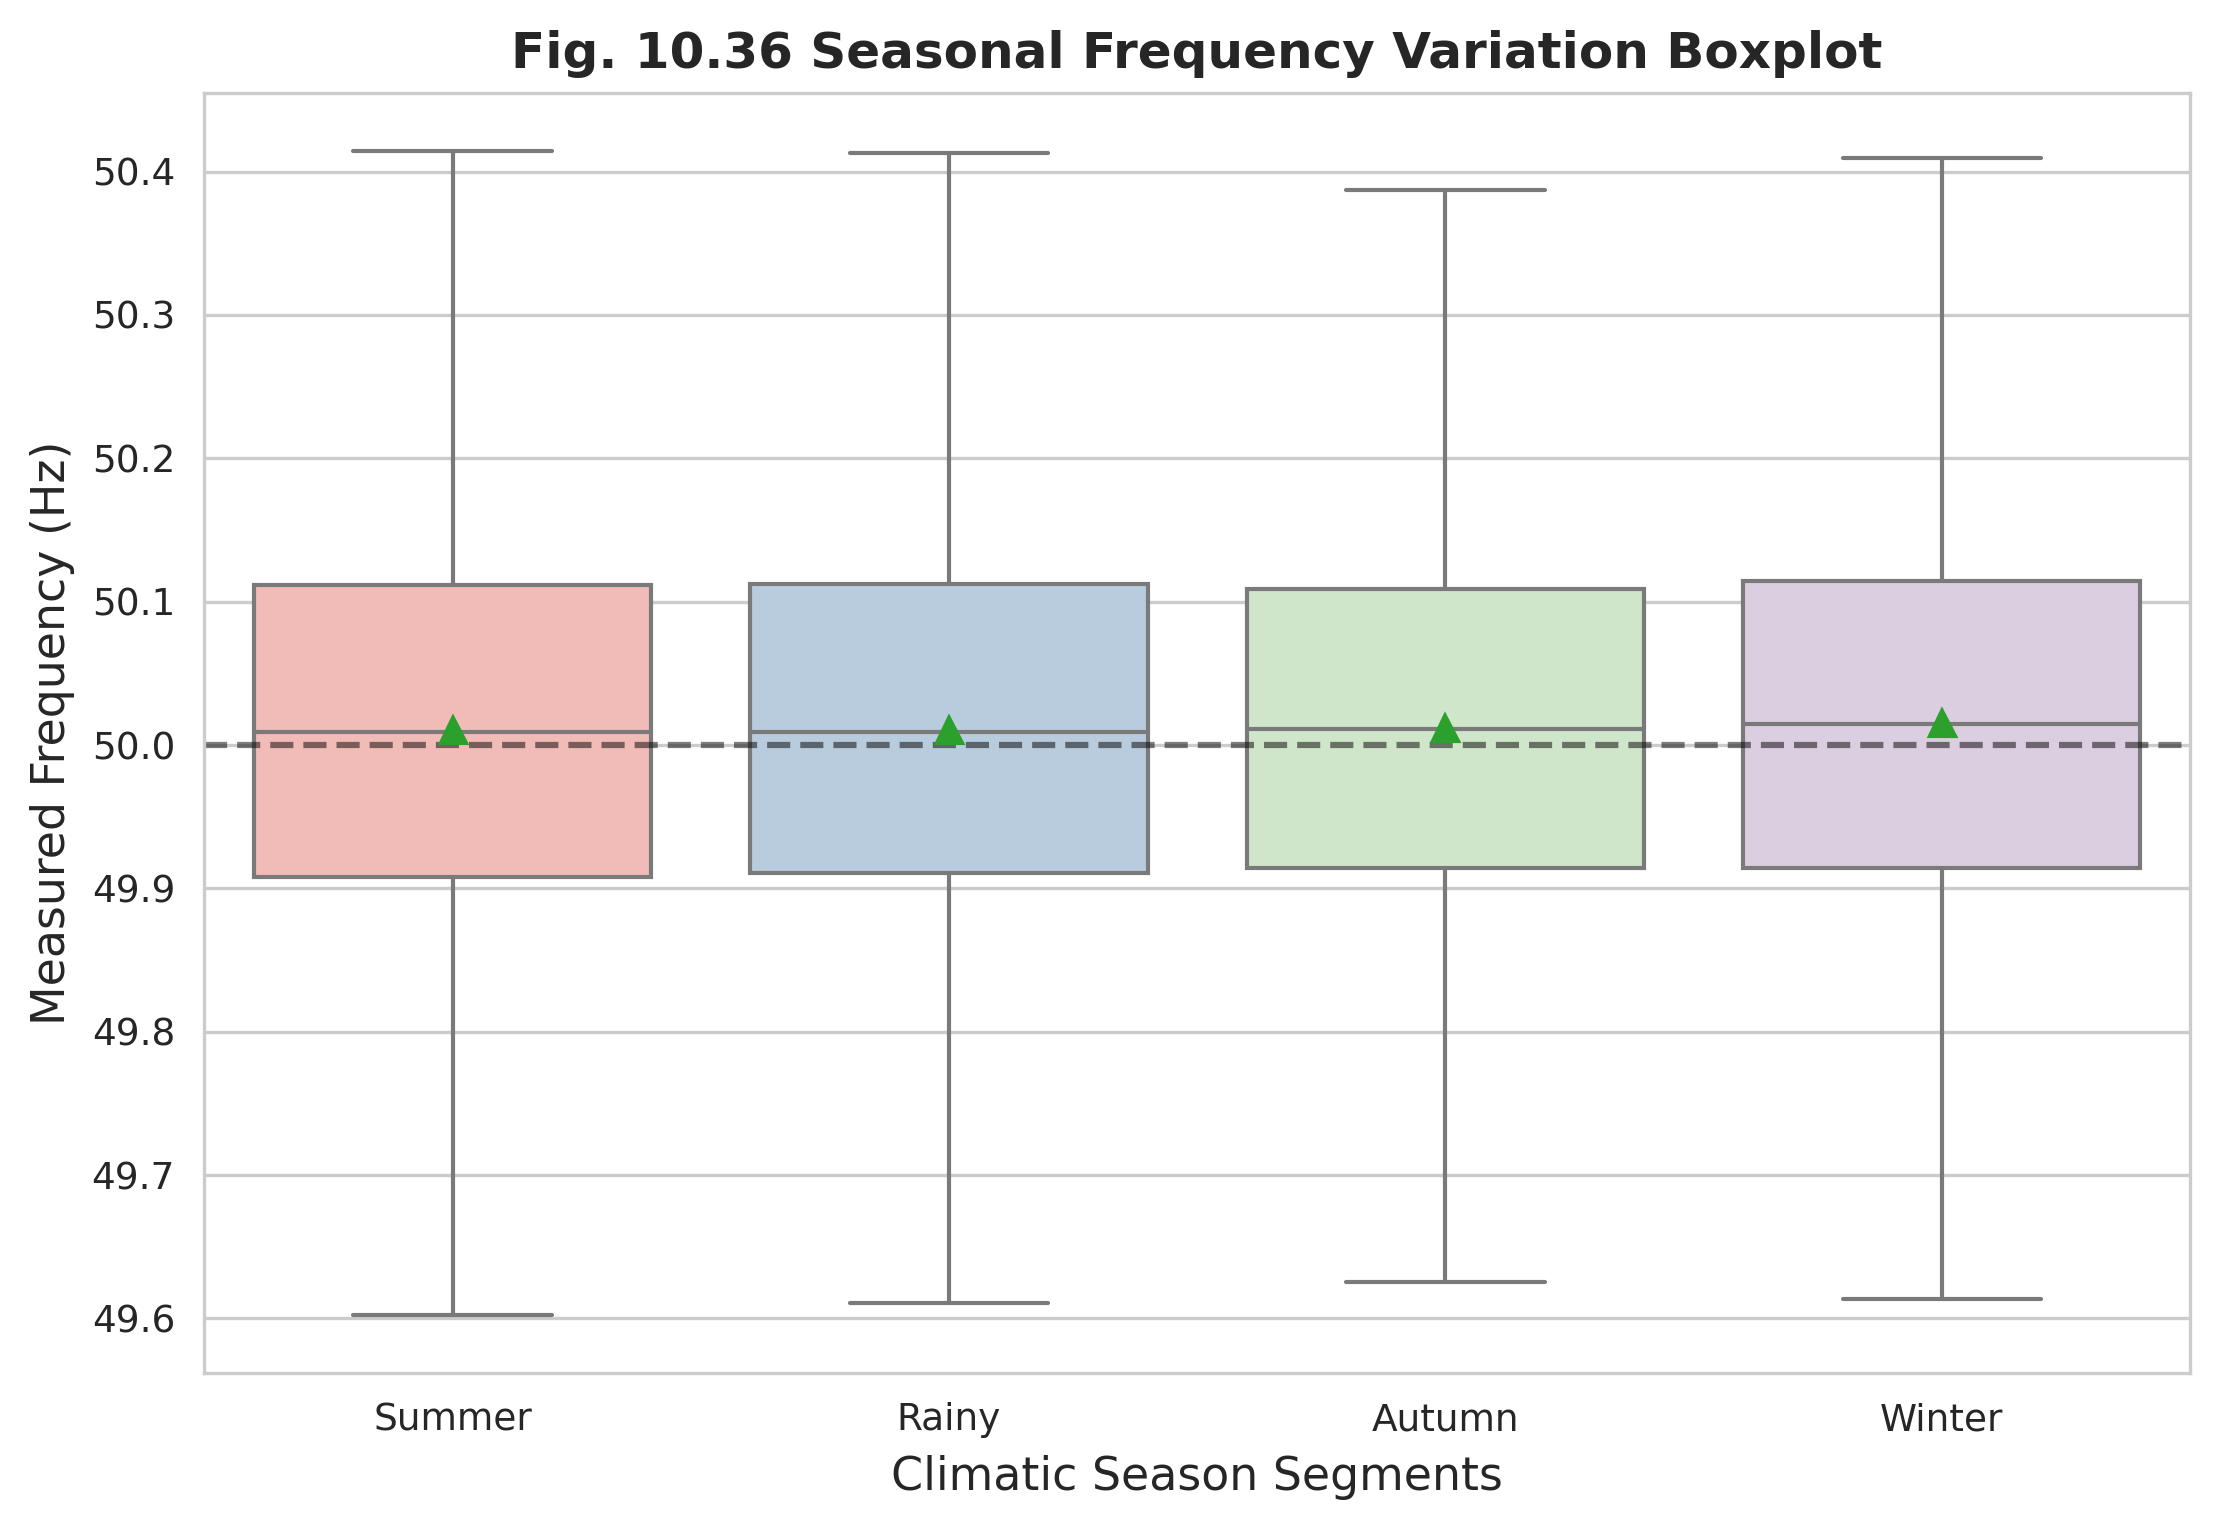 Fig. 10.36 Seasonal Frequency Variation Boxplot
Measured Frequency (Hz)
50.4
50.3
50.2
50.1
50.0
49.9
49.8
49.7
49.6
Summer Rainy Autumn Winter
Climatic Season Segments